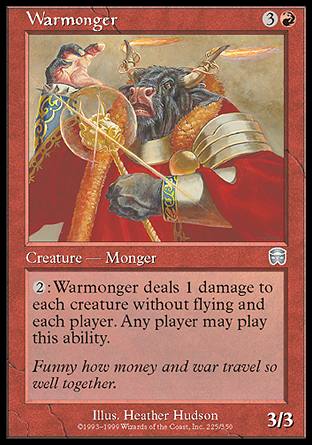 Warmonger 3
Creature — Monger
2: Warmonger deals 1 damage to
each creature without flying and
each player. Any player may play
this ability.
Funny how money and war travel so
well together.
Illus. Heather Hudson
©1993–1999 Wizards of the Coast, Inc. 225/350
3/3